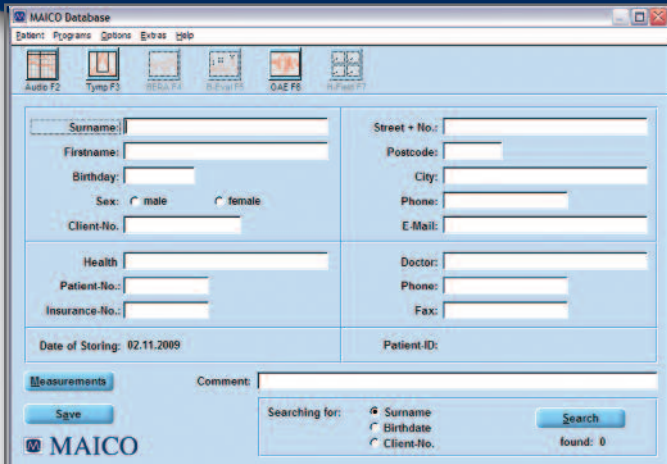 MAICO Database
Patient Programs Options Extras Help
Audio F2 Tymp F3 BERA F4 B-Eval F5 OAE F6 H-Field F7
Surname: Street + No.:
Firstname: Postcode:
Birthday: City:
Sex: male female Phone:
Client-No. E-Mail:
Health Doctor:
Patient-No.: Phone:
Insurance-No.: Fax:
Date of Storing: 02.11.2009 Patient-ID:
Measurements Comment:
Save Searching for: Surname Search
Birthdate
MAICO Client-No. found: 0